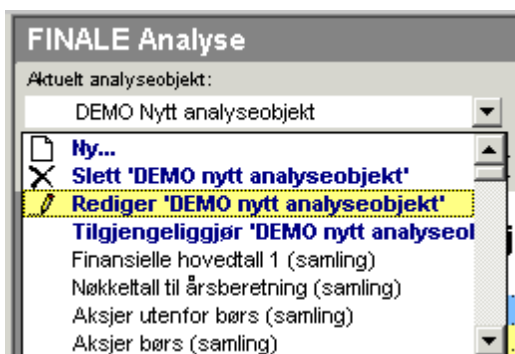 FINALE Analyse
Aktuelt analyseobjekt:
DEMO Nytt analyseobjekt
Ny...
Slett 'DEMO nytt analyseobjekt'
Rediger 'DEMO nytt analyseobjekt'
Tilgjengeliggjør 'DEMO nytt analyseol
Finansielle hovedtall 1 (samling)
Nøkkeltall til årsberetning (samling)
Aksjer utenfor børs (samling)
Aksjer børs (samling)